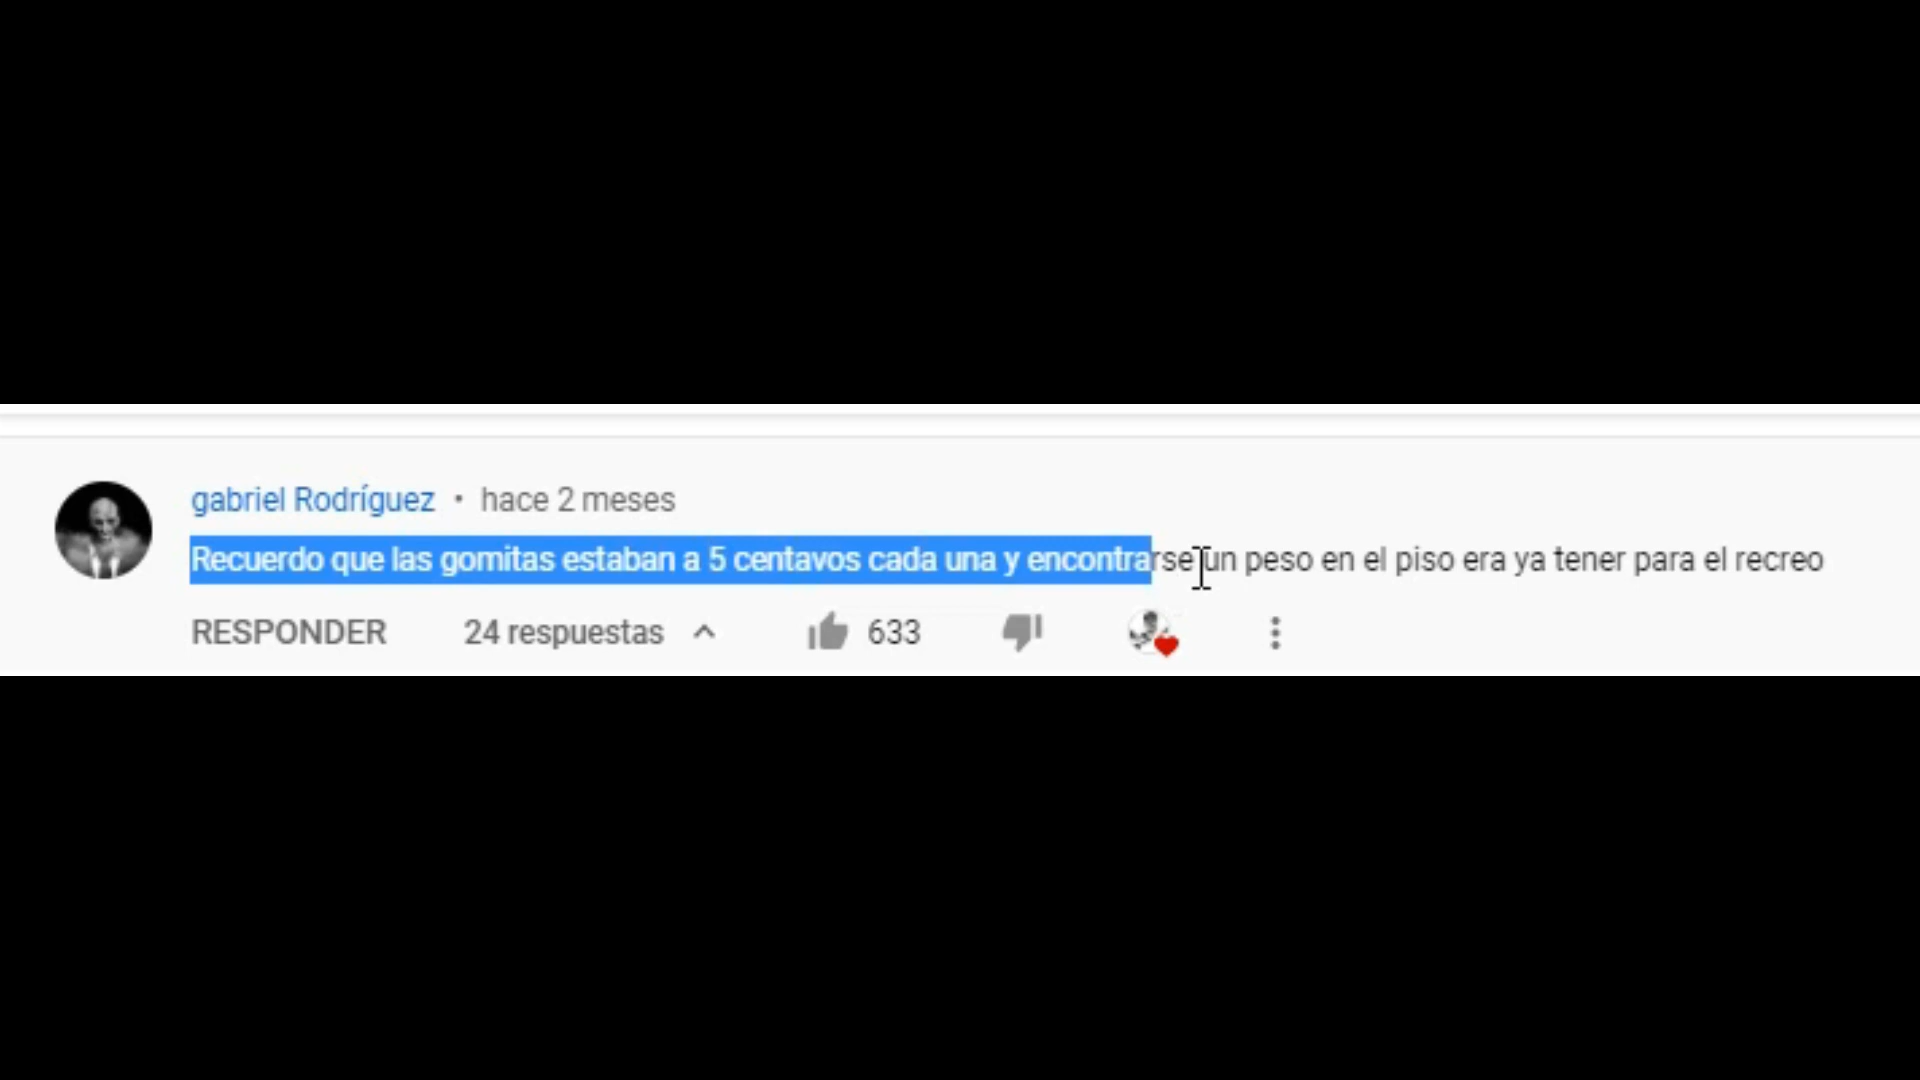 gabriel Rodríguez • hace 2 meses
Recuerdo que las gomitas estaban a 5 centavos cada una y encontrarse un peso en el piso era ya tener para el recreo
RESPONDER 24 respuestas 633